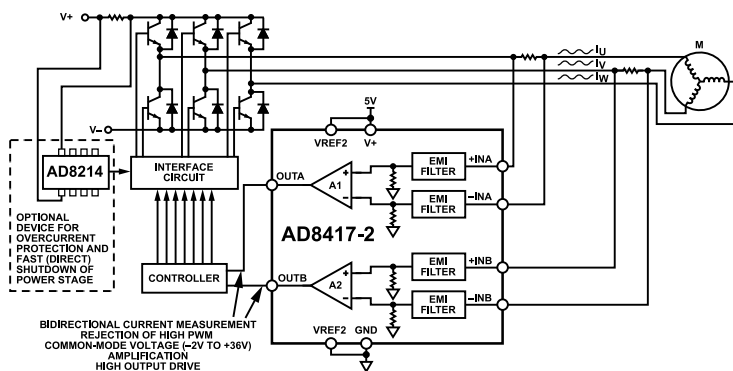 V+
V–
AD8214
OPTIONAL
DEVICE FOR
OVERCURRENT
PROTECTION AND
FAST (DIRECT)
SHUTDOWN OF
POWER STAGE
INTERFACE
CIRCUIT
CONTROLLER
BIDIRECTIONAL CURRENT MEASUREMENT
REJECTION OF HIGH PWM
COMMON-MODE VOLTAGE (–2V TO +36V)
AMPLIFICATION
HIGH OUTPUT DRIVE
OUTA
OUTB
5V
VREF2
V+
A1
+
–
EMI
FILTER
+INA
EMI
FILTER
–INA
AD8417-2
A2
+
–
EMI
FILTER
+INB
EMI
FILTER
–INB
VREF2
GND
IU
IV
IW
M